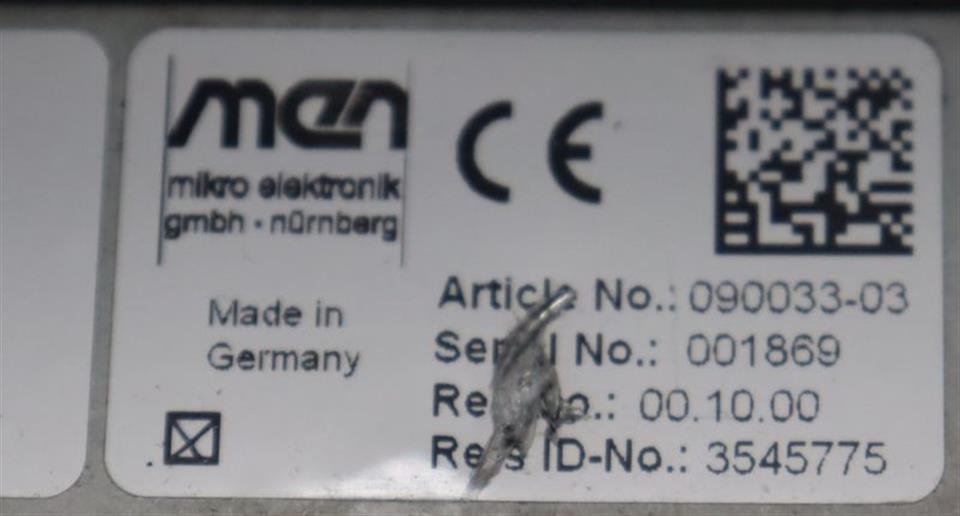 men
mikro elektronik
gmbh · nürnberg
CE
Made in
Germany
Article No.: 090033-03
No.: 001869
00.10.00
ID-No.: 3545775